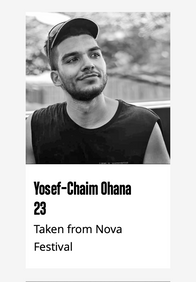 Yosef-Chaim Ohana
23
Taken from Nova
Festival